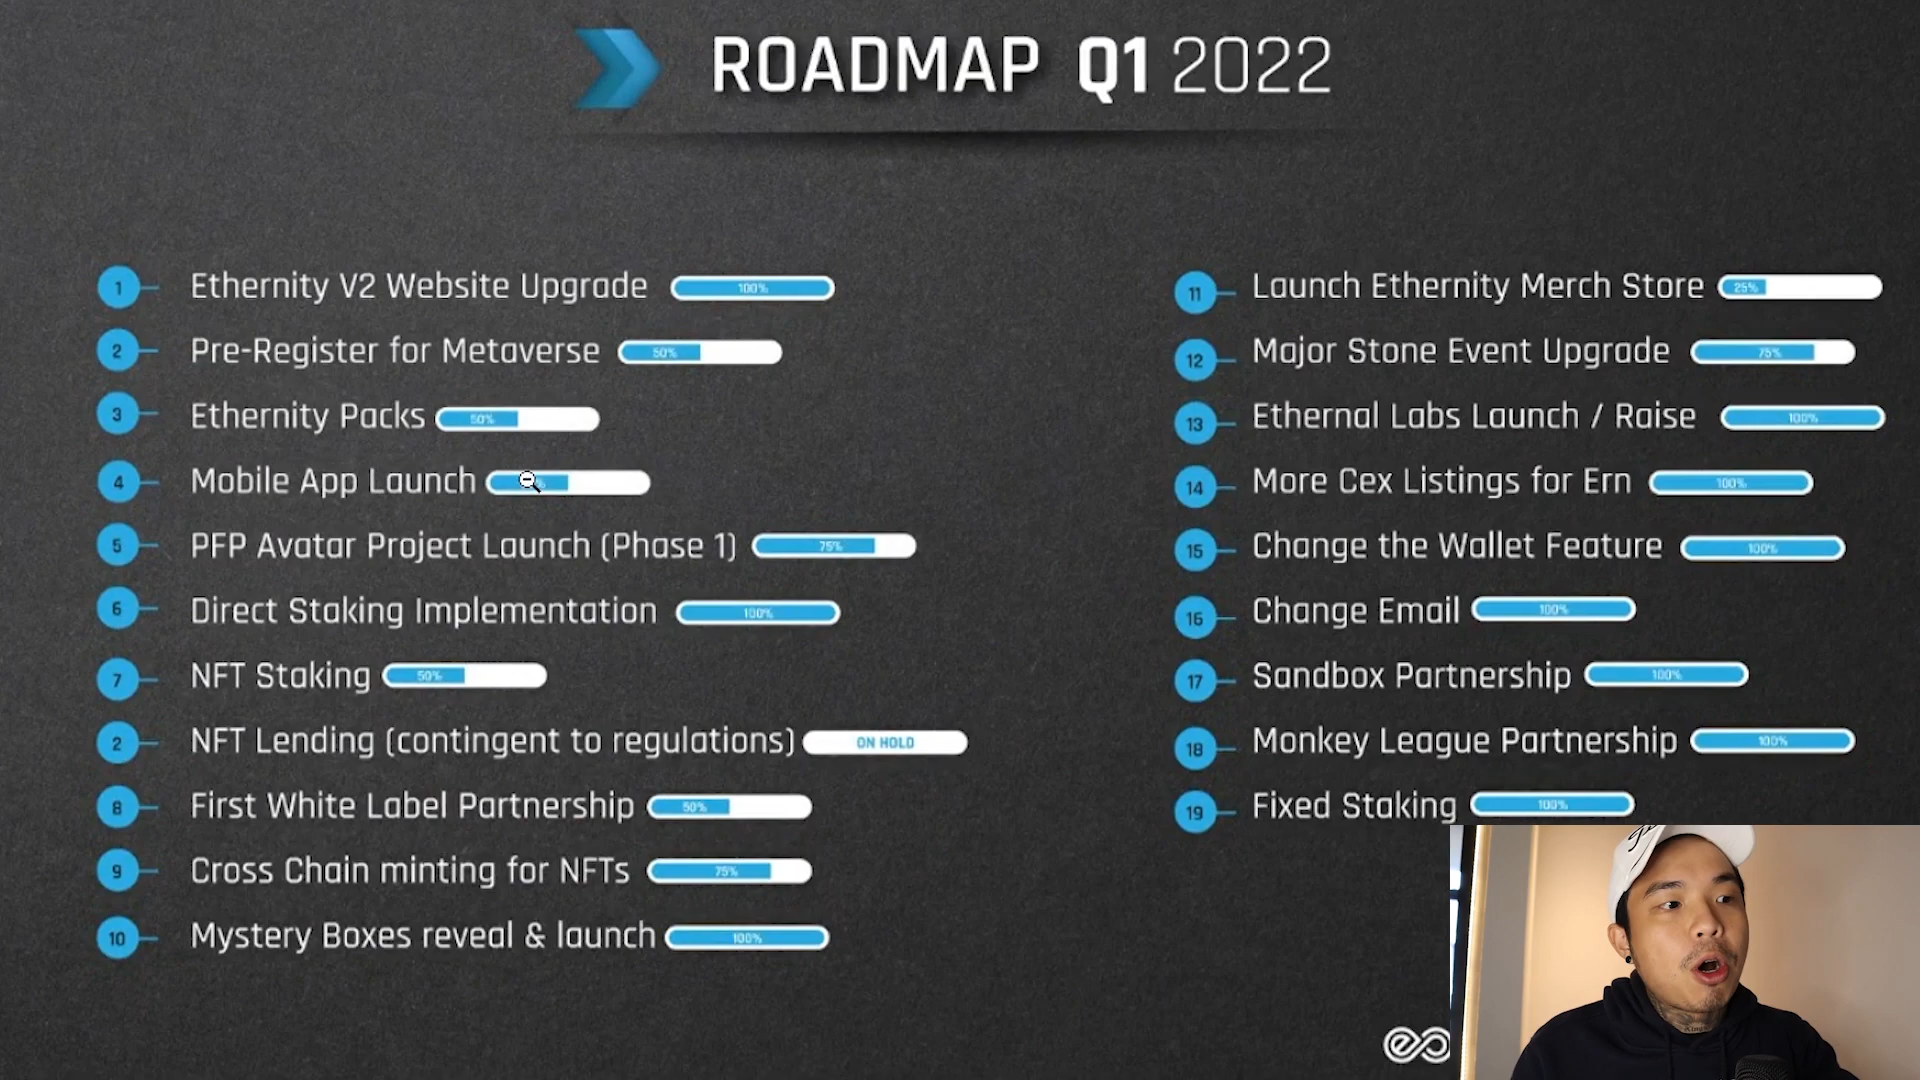 ROADMAP Q1 2022
1 Ethernity V2 Website Upgrade 100%
2 Pre-Register for Metaverse 50%
3 Ethernity Packs 50%
4 Mobile App Launch
5 PFP Avatar Project Launch (Phase 1) 75%
6 Direct Staking Implementation 100%
7 NFT Staking 50%
2 NFT Lending (contingent to regulations) ON HOLD
8 First White Label Partnership 50%
9 Cross Chain minting for NFTs 75%
10 Mystery Boxes reveal & launch 100%
11 Launch Ethernity Merch Store 25%
12 Major Stone Event Upgrade 75%
13 Ethernal Labs Launch / Raise 100%
14 More Cex Listings for Ern 100%
15 Change the Wallet Feature 100%
16 Change Email 100%
17 Sandbox Partnership 100%
18 Monkey League Partnership 100%
19 Fixed Staking 100%